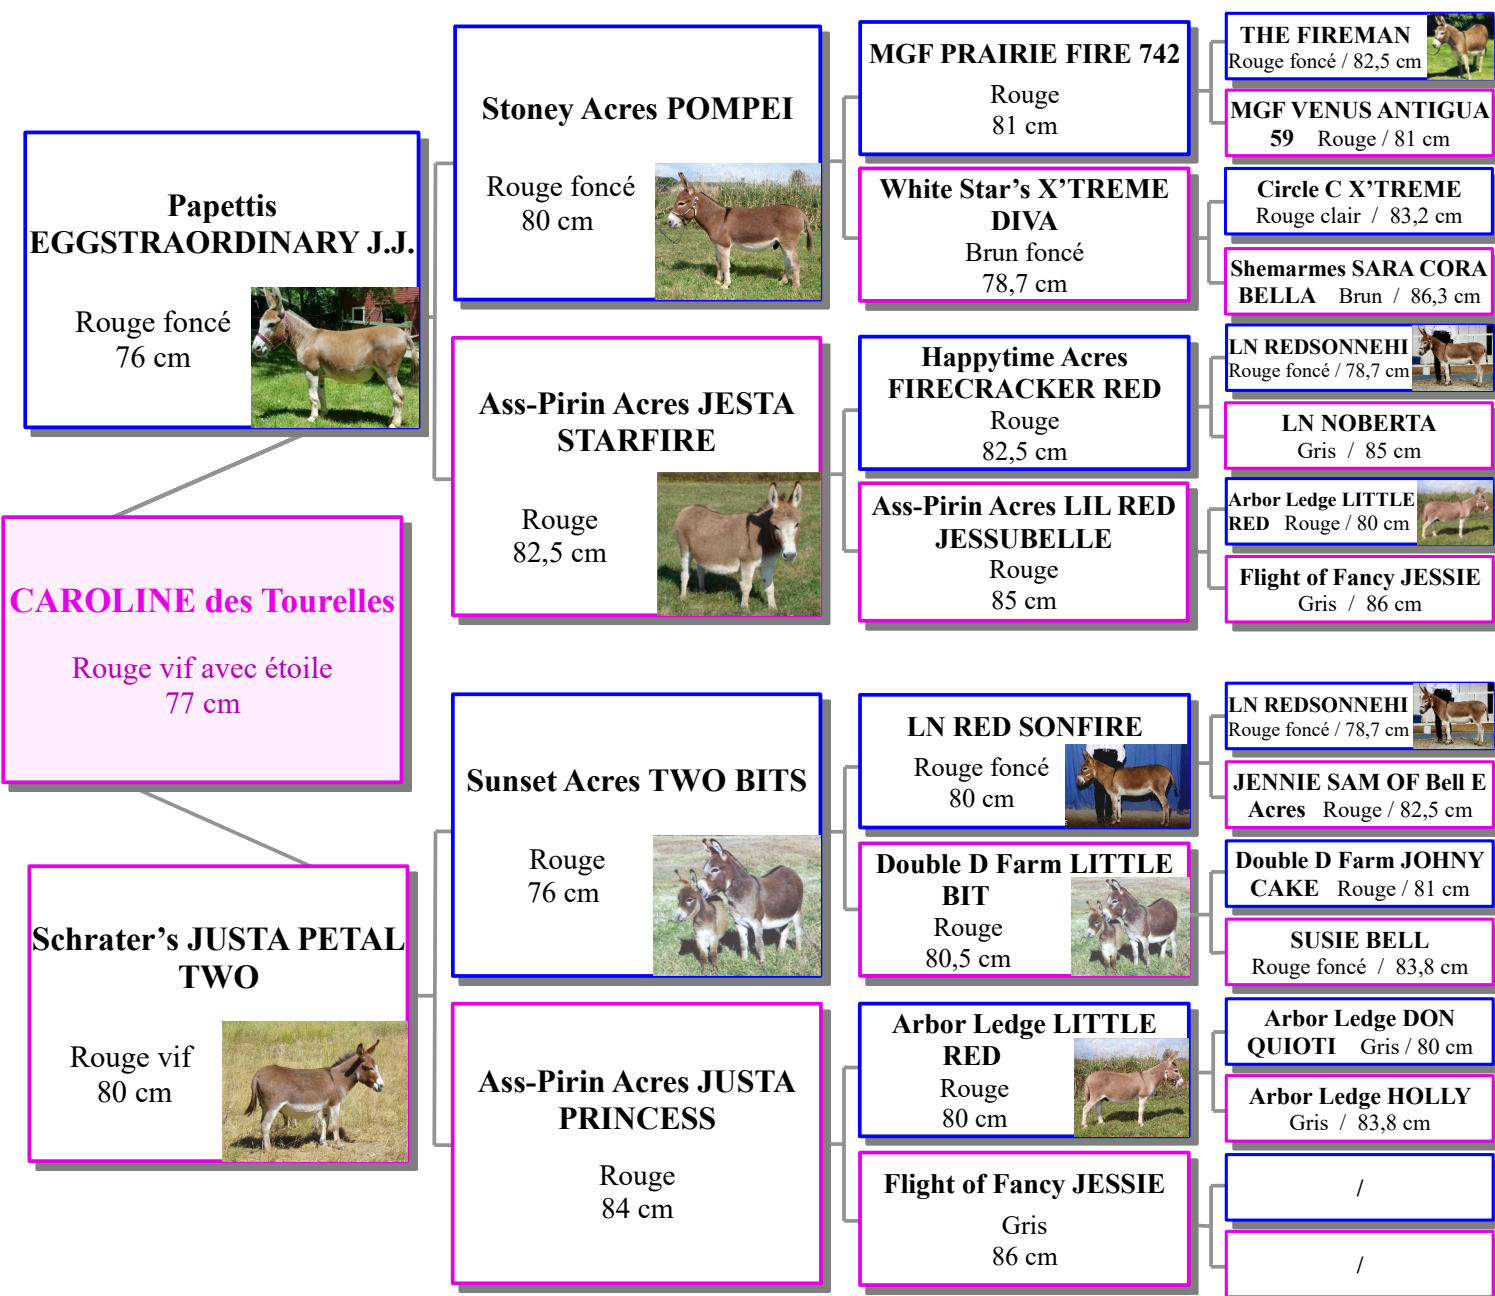 Papettis
EGGSTRAORDINARY J.J.
Rouge foncé
76 cm
CAROLINE des Tourelles
Rouge vif avec étoile
77 cm
Schrater’s JUSTA PETAL
TWO
Rouge vif
80 cm
Stoney Acres POMPEI
Rouge foncé
80 cm
Ass-Pirin Acres JESTA
STARFIRE
Rouge
82,5 cm
Sunset Acres TWO BITS
Rouge
76 cm
Ass-Pirin Acres JUSTA
PRINCESS
Rouge
84 cm
MGF PRAIRIE FIRE 742
Rouge
81 cm
White Star’s X’TREME
DIVA
Brun foncé
78,7 cm
Happytime Acres
FIRECRACKER RED
Rouge
82,5 cm
Ass-Pirin Acres LIL RED
JESSUBELLE
Rouge
85 cm
LN RED SONFIRE
Rouge foncé
80 cm
Double D Farm LITTLE
BIT
Rouge
80,5 cm
Arbor Ledge LITTLE
RED
Rouge
80 cm
Flight of Fancy JESSIE
Gris
86 cm
THE FIREMAN
Rouge foncé / 82,5 cm
MGF VENUS ANTIGUA
59 Rouge / 81 cm
Circle C X’TREME
Rouge clair / 83,2 cm
Shemarmes SARA CORA
BELLA Brun / 86,3 cm
LN REDSONNEHI
Rouge foncé / 78,7 cm
LN NOBERTA
Gris / 85 cm
Arbor Ledge LITTLE
RED Rouge / 80 cm
Flight of Fancy JESSIE
Gris / 86 cm
LN REDSONNEHI
Rouge foncé / 78,7 cm
JENNIE SAM OF Bell E
Acres Rouge / 82,5 cm
Double D Farm JOHNY
CAKE Rouge / 81 cm
SUSIE BELL
Rouge foncé / 83,8 cm
Arbor Ledge DON
QUIOTI Gris / 80 cm
Arbor Ledge HOLLY
Gris / 83,8 cm
/
/